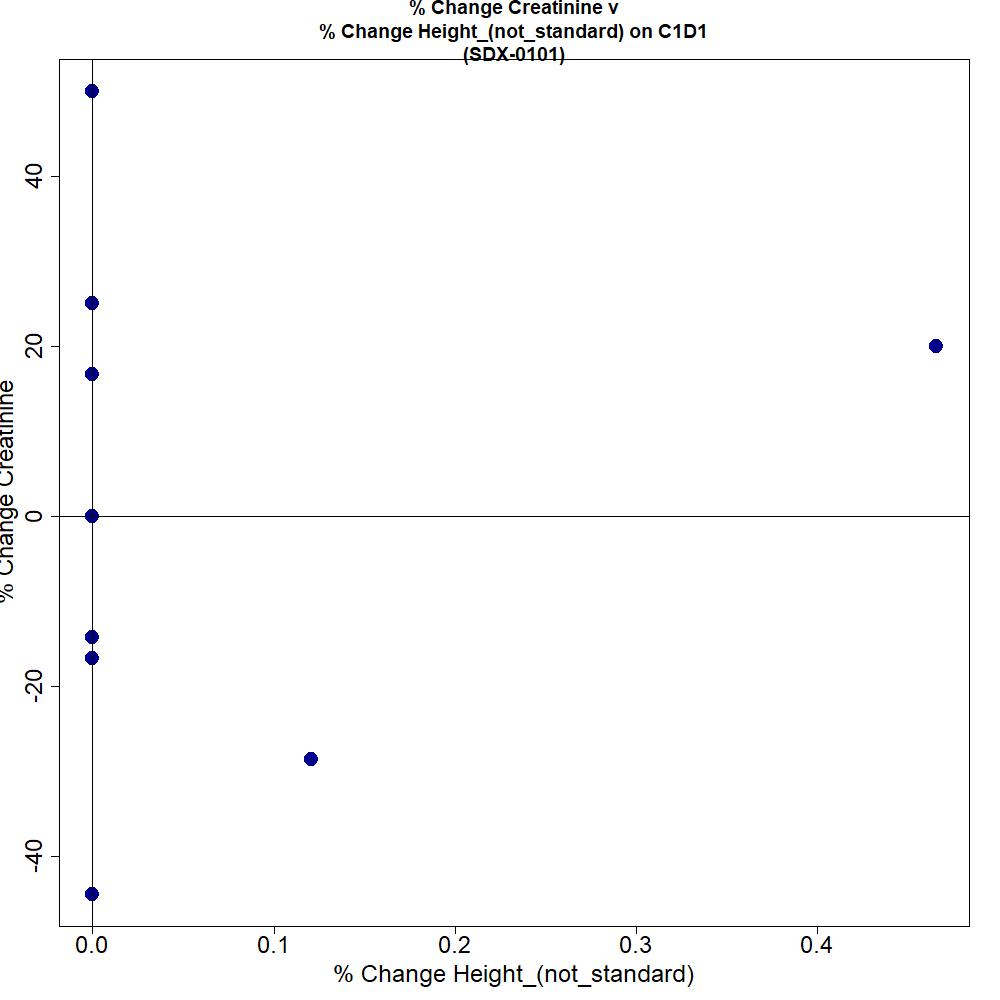 % Change Creatinine v
% Change Height_(not_standard) on C1D1
(SDX-0101)
% Change Creatinine
40
20
0
-20
-40
0.0 0.1 0.2 0.3 0.4
% Change Height_(not_standard)